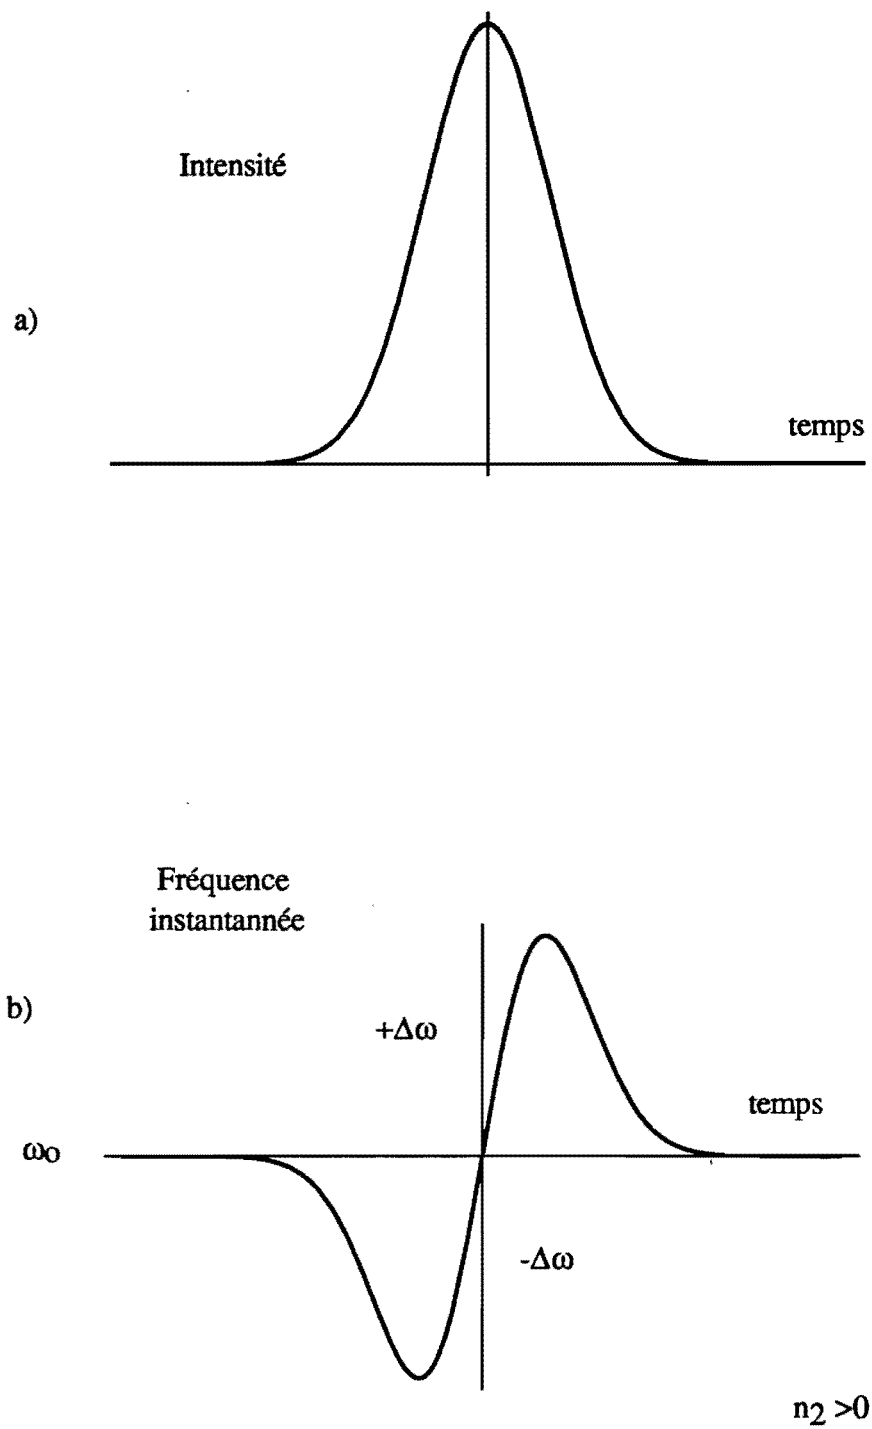 Intensité
a)
temps
Fréquence
instantannée
b)
+Δω
temps
ωo
-Δω
n2 >0